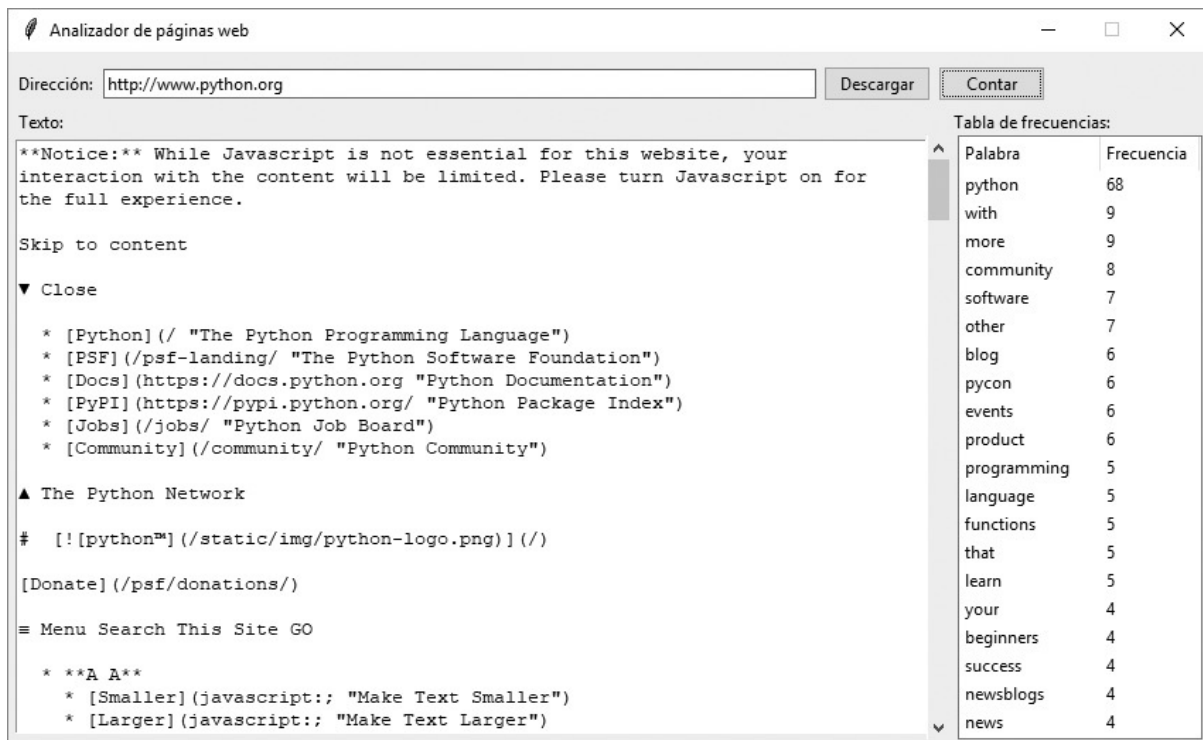 Analizador de páginas web
Dirección: http://www.python.org Descargar Contar
Texto:
**Notice:** While Javascript is not essential for this website, your
interaction with the content will be limited. Please turn Javascript on for
the full experience.
Skip to content
▼ Close
* [Python](/ "The Python Programming Language")
* [PSF](/psf-landing/ "The Python Software Foundation")
* [Docs](https://docs.python.org "Python Documentation")
* [PyPI](https://pypi.python.org/ "Python Package Index")
* [Jobs](/jobs/ "Python Job Board")
* [Community](/community/ "Python Community")
▲ The Python Network
# [![python™](/static/img/python-logo.png)](/)
[Donate](/psf/donations/)
≡ Menu Search This Site GO
* **A A**
* [Smaller](javascript:; "Make Text Smaller")
* [Larger](javascript:; "Make Text Larger")
Tabla de frecuencias:
Palabra Frecuencia
python 68
with 9
more 9
community 8
software 7
other 7
blog 6
pycon 6
events 6
product 6
programming 5
language 5
functions 5
that 5
learn 5
your 4
beginners 4
success 4
newsblogs 4
news 4